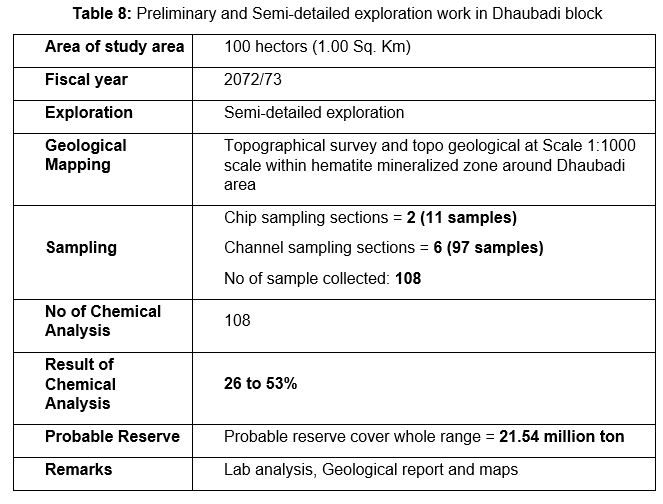 Table 8: Preliminary and Semi-detailed exploration work in Dhaubadi block
Area of study area 100 hectors (1.00 Sq. Km)
Fiscal year 2072/73
Exploration Semi-detailed exploration
Geological Topographical survey and topo geological at Scale 1:1000
Mapping scale within hematite mineralized zone around Dhaubadi
area
Chip sampling sections = 2 (11 samples)
Sampling Channel sampling sections = 6 (97 samples)
No of sample collected: 108
No of Chemical
Analysis 108
Result of
Chemical 26 to 53%
Analysis
Probable Reserve Probable reserve cover whole range = 21.54 million ton
Remarks Lab analysis, Geological report and maps